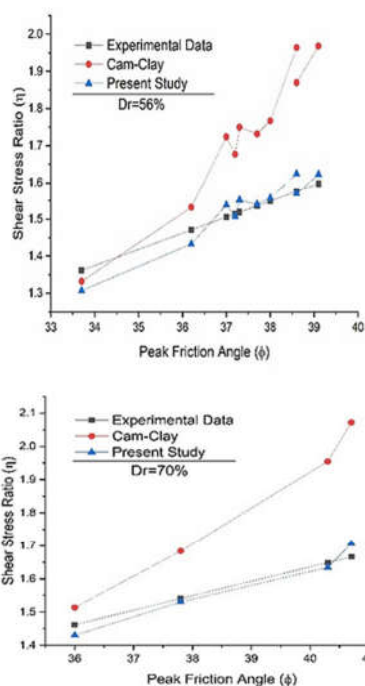 2.0
1.9
1.8
1.7
1.6
1.5
1.4
1.3
Shear Stress Ratio (η)
Experimental Data
Cam-Clay
Present Study
Dr=56%
33 34 35 36 37 38 39 40
Peak Friction Angle (ϕ)
2.1
2.0
1.9
1.8
1.7
1.6
1.5
1.4
Shear Stress Ratio (η)
Experimental Data
Cam-Clay
Present Study
Dr=70%
36 37 38 39 40
Peak Friction Angle (ϕ)